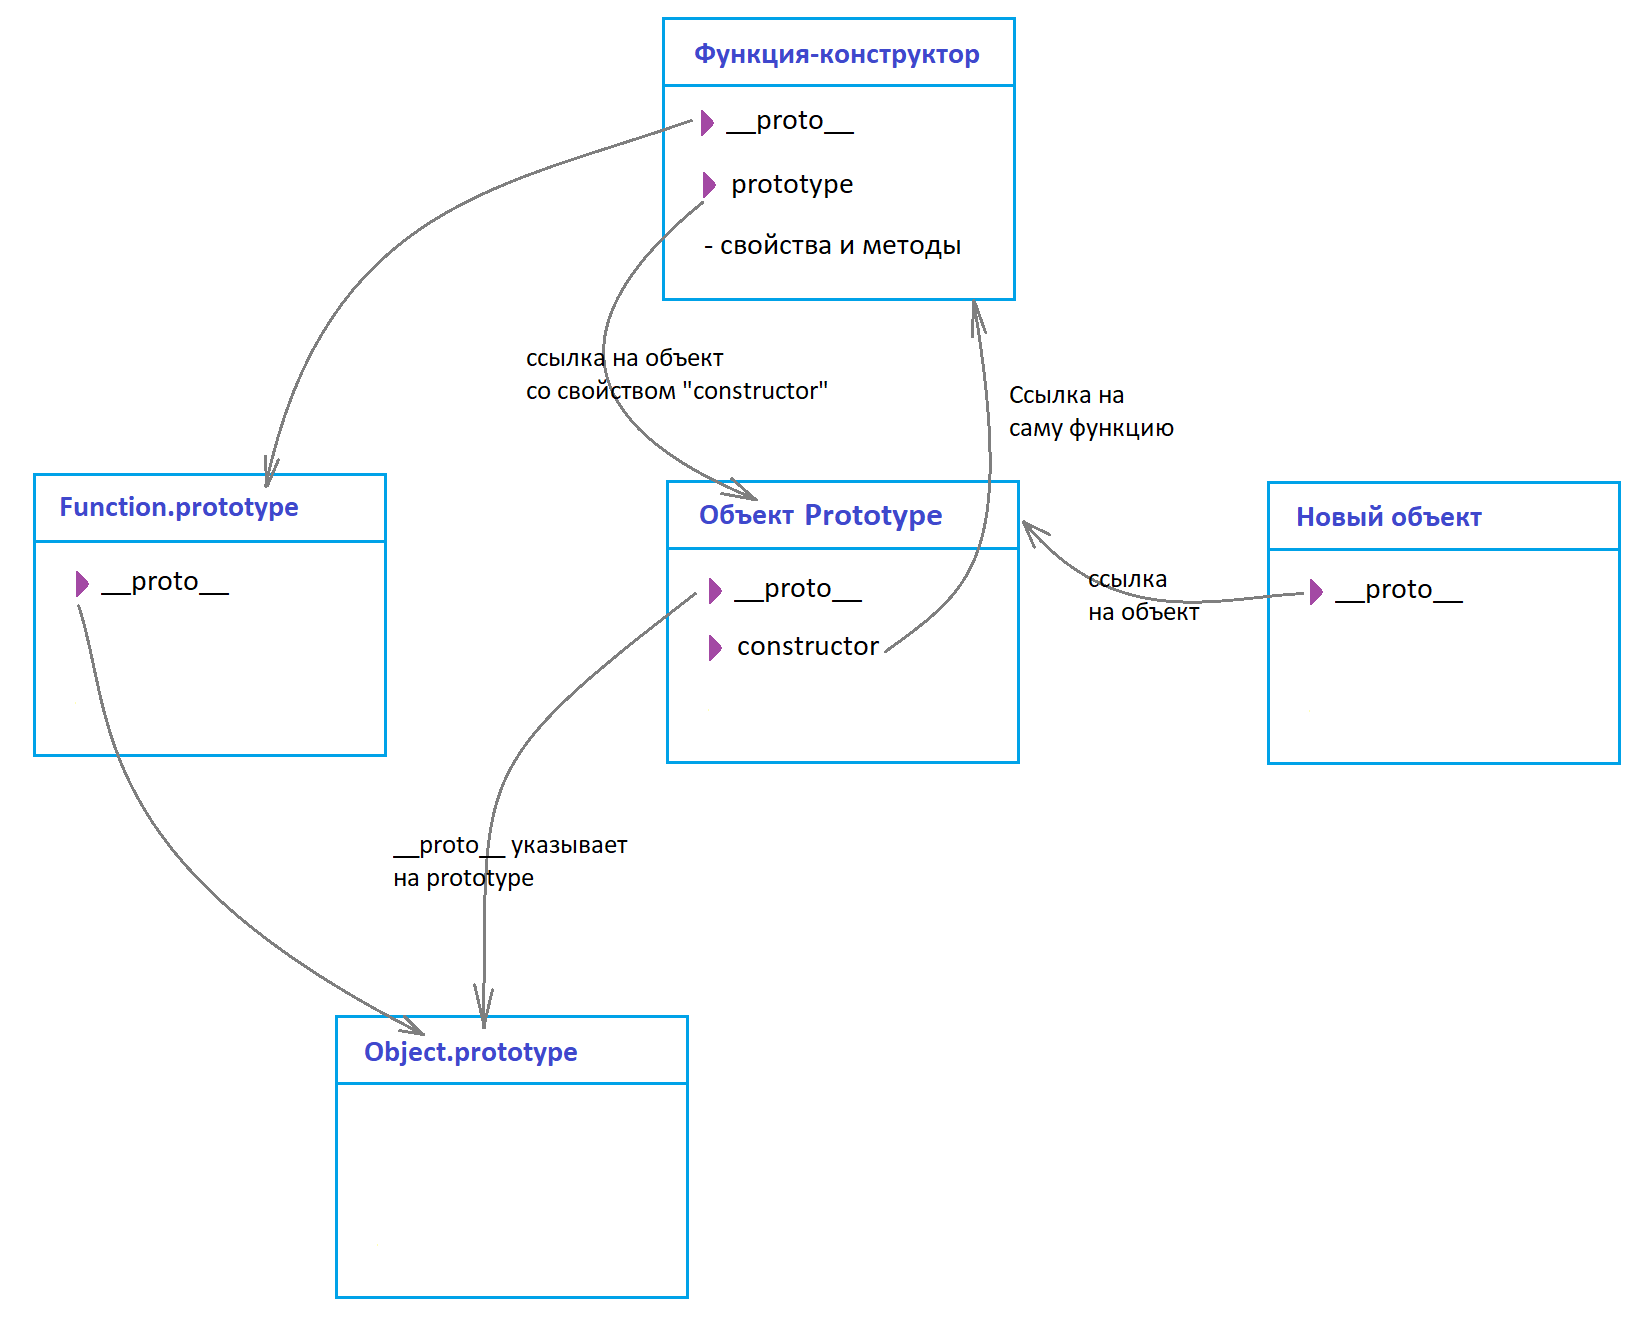 Функция-конструктор
__proto__
prototype
- свойства и методы
ссылка на объект
со свойством "constructor"
Ссылка на
саму функцию
Function.prototype
__proto__
Объект Prototype
__proto__
constructor
Новый объект
__proto__
ссылка
на объект
__proto__ указывает
на prototype
Object.prototype